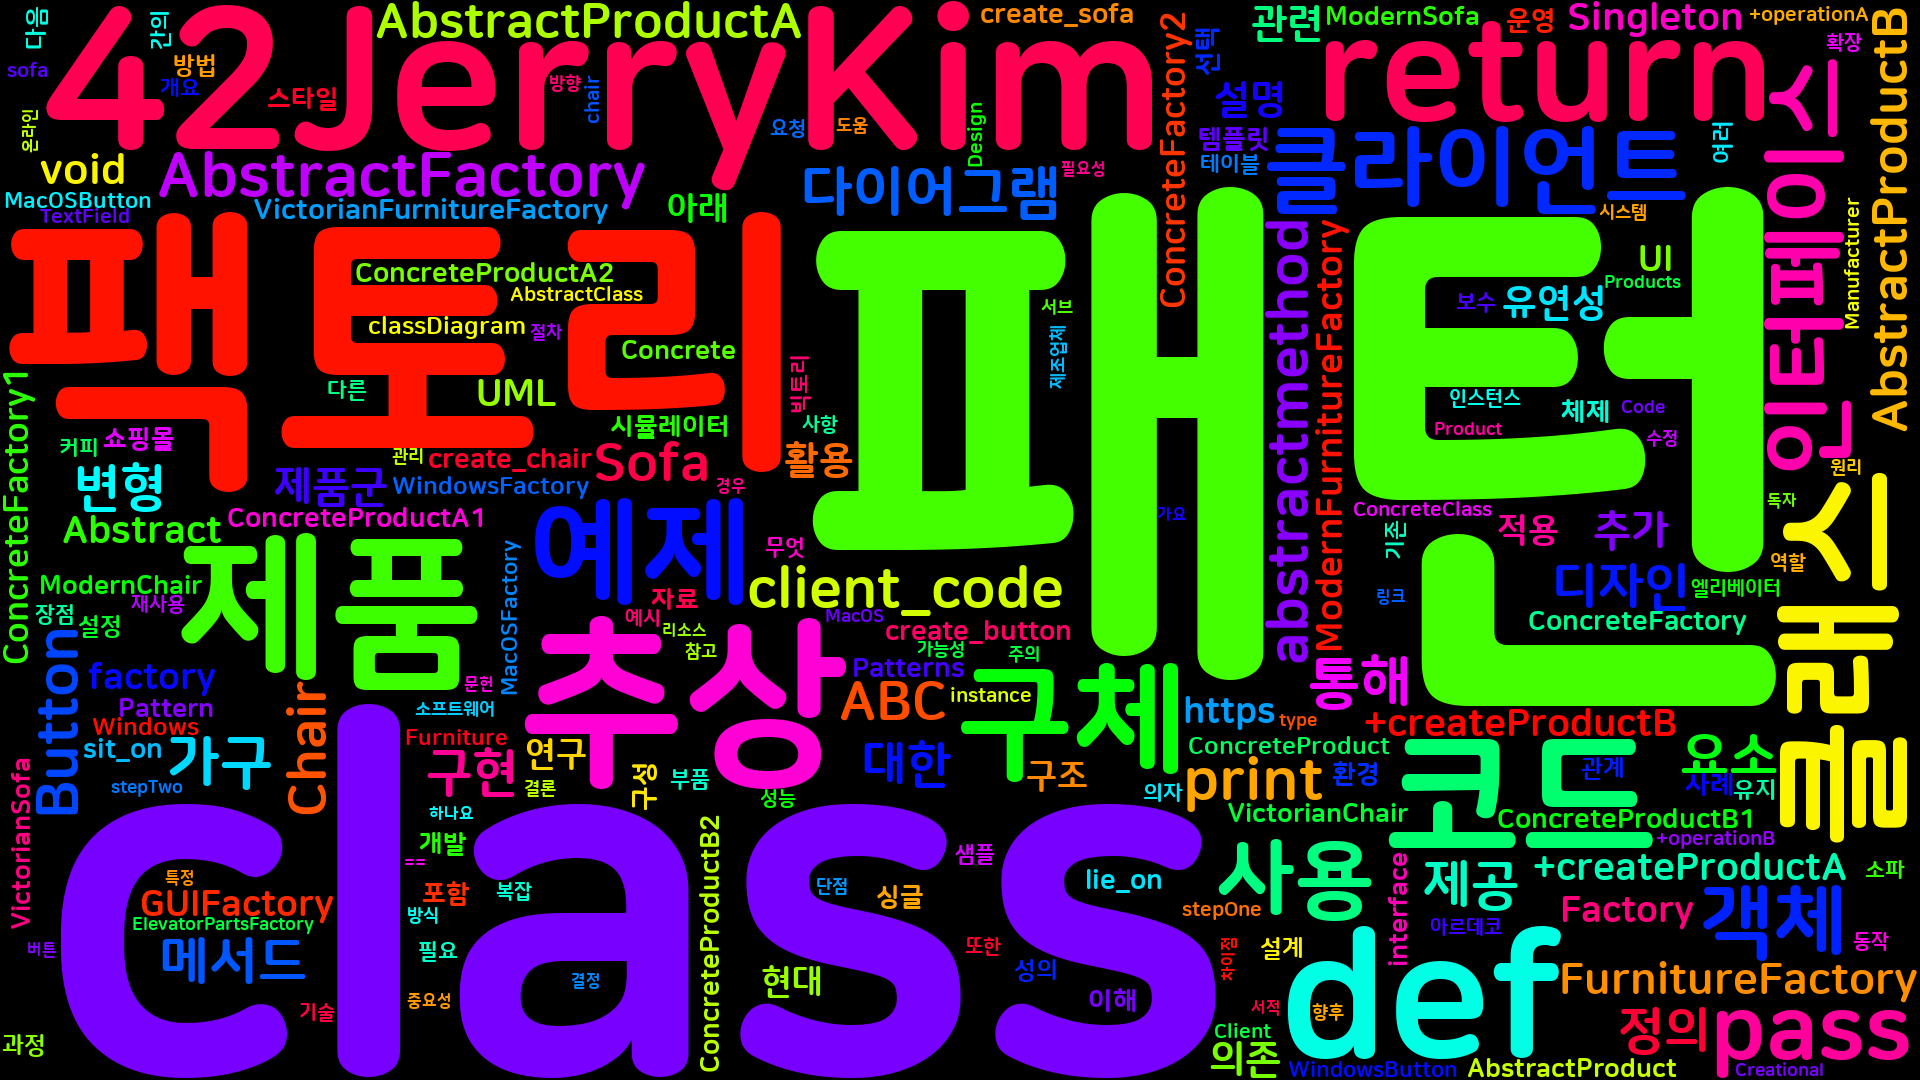 다음
간의
42JerryKim
AbstractProductA
create_sofa
관련
ModernSofa
운영
Singleton
+operationA
확장
AbstractProductB
sofa
방법
개요
스타일
방향
chair
요청
도움
Design
ConcreteFactory2
선택
설명
return
인터페이스
온라인
void
AbstractFactory
필요성
템플릿
테이블
클라이언트
여러
MacOSButton
TextField
VictorianFurnitureFactory
아래
다이어그램
시스템
Manufacturer
팩토리
패턴
ConcreteProductA2
AbstractClass
classDiagram
절차
Concrete
서브
제조업체
abstractmethod
ModernFurnitureFactory
UI
Products
보수
유연성
ConcreteFactory1
다른
UML
빅토리
인스턴스
체제
Code
Product
수정
커피
쇼핑몰
시뮬레이터
사항
관리
create_chair
Sofa
활용
변형
제품군
WindowsFactory
경우
원리
Abstract
ConcreteProductA1
예제
가요
ConcreteClass
기존
적용
추가
독자
클래스
제품
MacOSFactory
무엇
client_code
디자인
역할
엘리베이터
ModernChair
재사용
장점
설정
자료
예시
리소스
MacOS
링크
ConcreteFactory
Button
추상
참고
create_button
가능성
주의
factory
Pattern
문헌
Chair
Patterns
구체
통해
Windows
소프트웨어
ABC
instance
https
type
+createProductB
sit_on
가구
Furniture
구현
연구
대한
구조
ConcreteProduct
환경
코드
관계
요소
사례
유지
stepTwo
결론
구성
부품
의자
print
VictorianSofa
class
하나요
성능
VictorianChair
ConcreteProductB1
개발
==
ConcreteProductB2
샘플
+operationB
특정
GUIFactory
포함
복잡
단점
싱글
lie_on
사용
interface
제공
+createProductA
소파
ElevatorPartsFactory
방식
stepOne
Factory
객체
아르데코
동작
버튼
메서드
필요
또한
차이점
설계
def
결정
현대
성의
이해
FurnitureFactory
기술
중요성
서적
향후
정의
pass
과정
Client
의존
WindowsButton
AbstractProduct
Creational